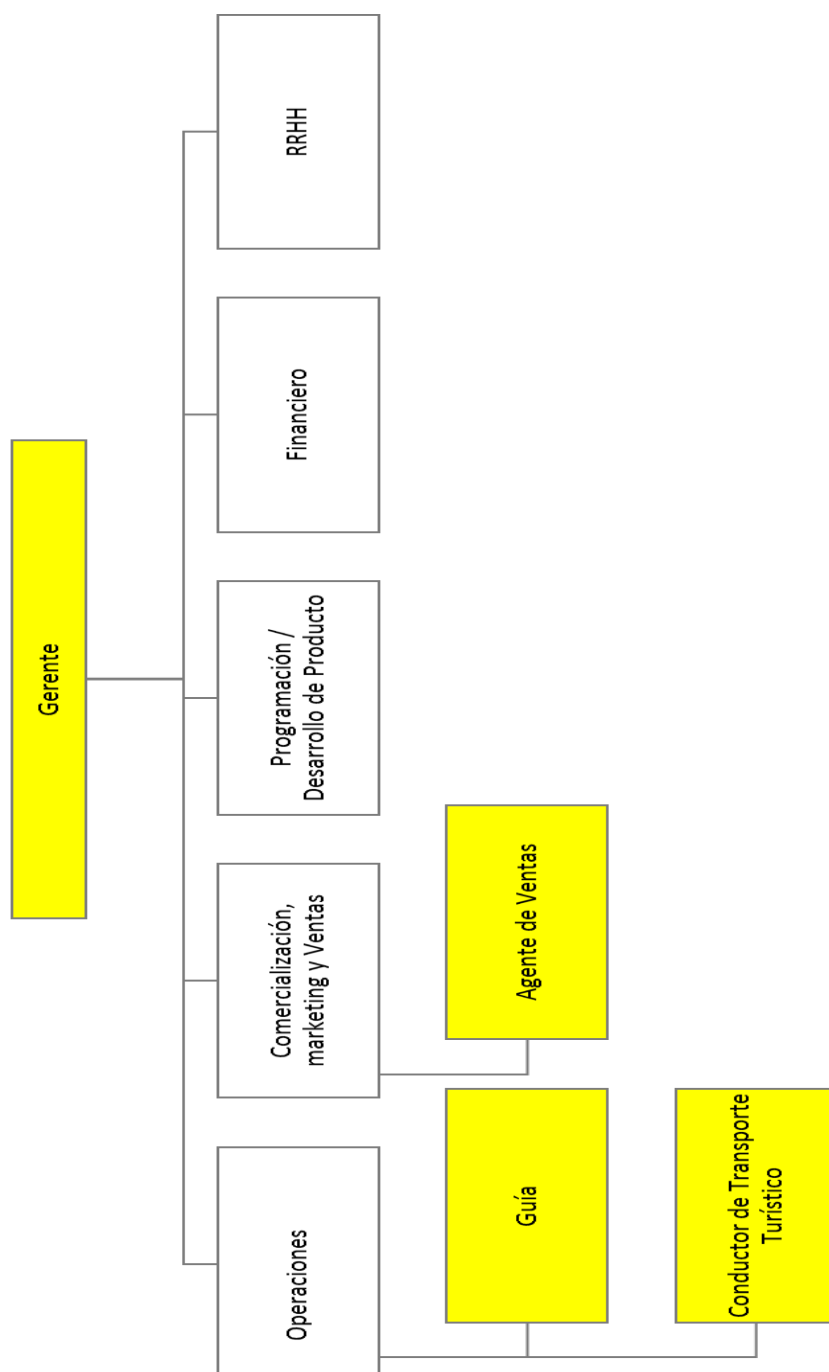 Gerente
Operaciones
Comercialización,
marketing y Ventas
Programación /
Desarrollo de Producto
Financiero
RRHH
Guía
Agente de Ventas
Conductor de Transporte
Turístico